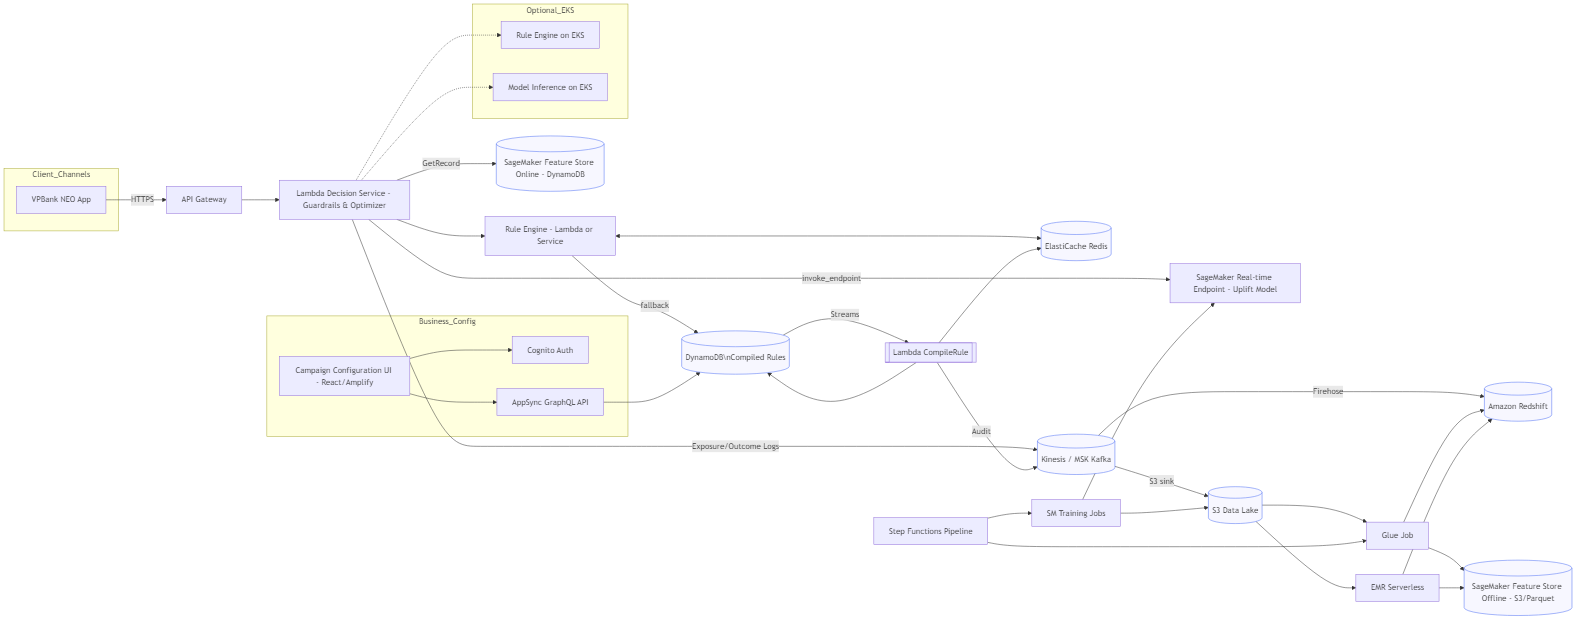 Optional_EKS
Rule Engine on EKS
Model Inference on EKS
Client_Channels
VPBank NEO App
HTTPS
API Gateway
Lambda Decision Service -
Guardrails & Optimizer
GetRecord
SageMaker Feature Store
Online - DynamoDB
Rule Engine - Lambda or
Service
ElastiCache Redis
invoke_endpoint
SageMaker Real-time
Endpoint - Uplift Model
fallback
Business_Config
Campaign Configuration UI
- React/Amplify
Cognito Auth
AppSync GraphQL API
DynamoDB\nCompiled Rules
Streams
Lambda CompileRule
Audit
Exposure/Outcome Logs
Kinesis / MSK Kafka
Firehose
Amazon Redshift
S3 sink
S3 Data Lake
Step Functions Pipeline
SM Training Jobs
Glue Job
EMR Serverless
SageMaker Feature Store
Offline - S3/Parquet